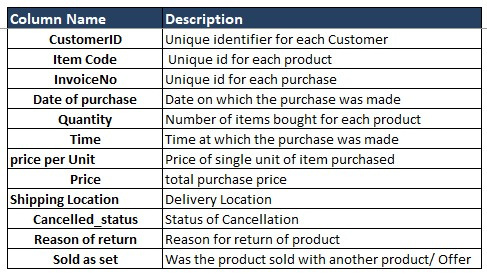 Column Name Description
CustomerID Unique identifier for each Customer
Item Code Unique id for each product
InvoiceNo Unique id for each purchase
Date of purchase Date on which the purchase was made
Quantity Number of items bought for each product
Time Time at which the purchase was made
price per Unit Price of single unit of item purchased
Price total purchase price
Shipping Location Delivery Location
Cancelled_status Status of Cancellation
Reason of return Reason for return of product
Sold as set Was the product sold with another product/ Offer